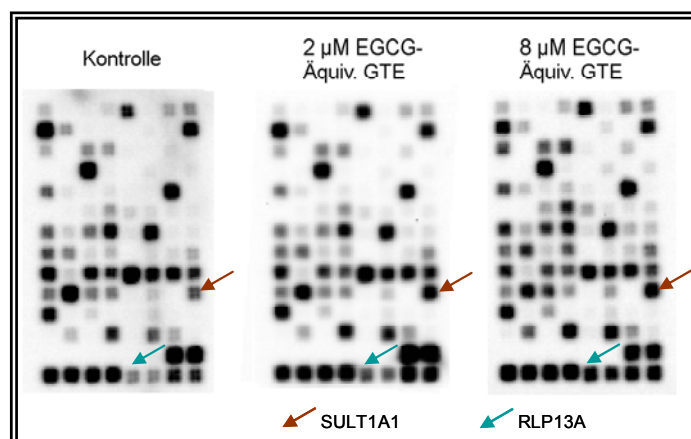 Kontrolle
2 µM EGCG-
Äquiv. GTE
8 µM EGCG-
Äquiv. GTE
SULT1A1
RLP13A